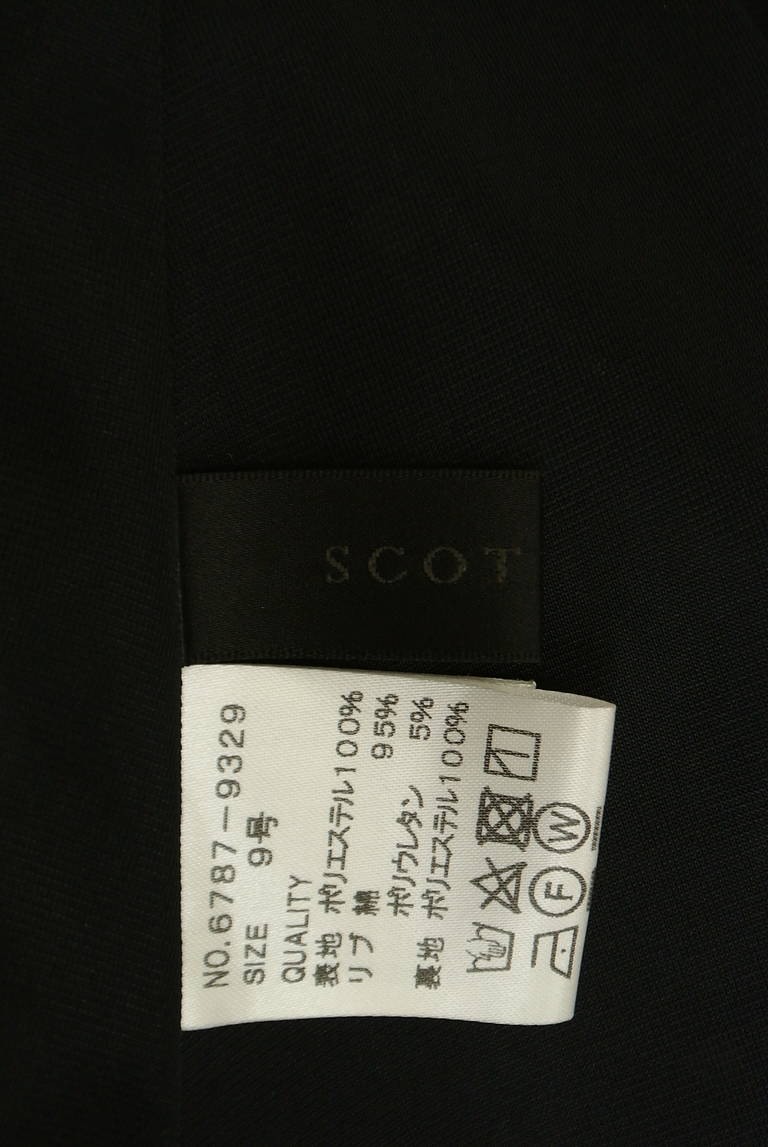 SCOT
NO.6787-9329
SIZE 9号
QUALITY
表地 ポリエステル100%
リブ 綿 95%
ポリウレタン 5%
裏地 ポリエステル100%
W
F